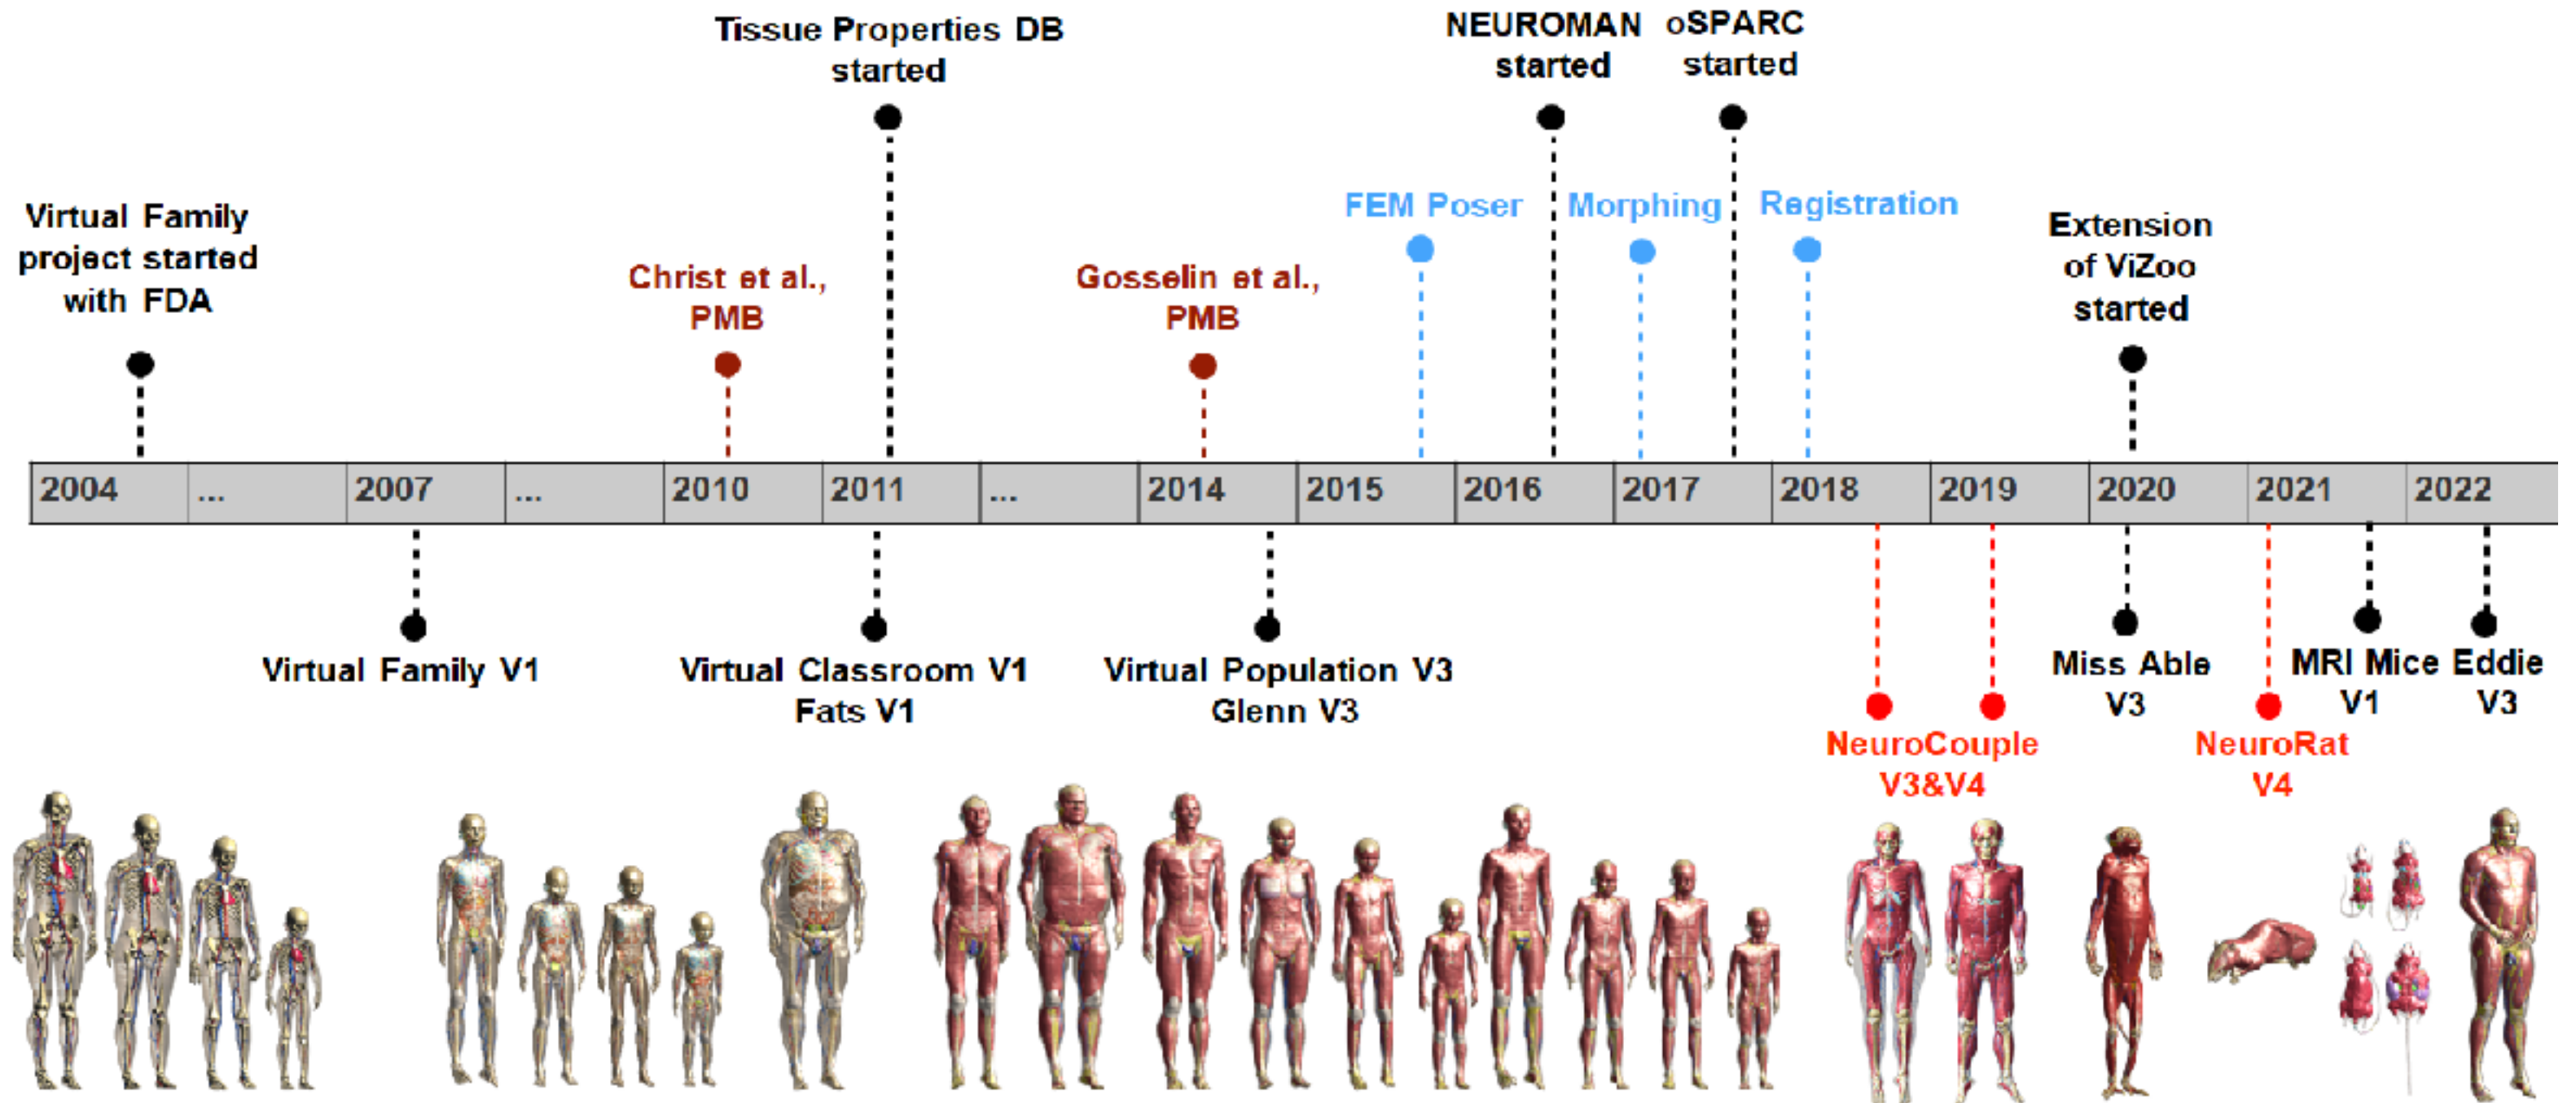 Tissue Properties DB
started
NEUROMAN
started
oSPARC
started
Virtual Family
project started
with FDA
Christ et al.,
PMB
Gosselin et al.,
PMB
FEM Poser
Morphing
Registration
Extension
of ViZoo
started
2004 ... 2007 ... 2010 2011 ... 2014 2015 2016 2017 2018 2019 2020 2021 2022
Virtual Family V1
Virtual Classroom V1
Fats V1
Virtual Population V3
Glenn V3
NeuroCouple
V3&V4
Miss Able
V3
NeuroRat
V4
MRI Mice
V1
Eddie
V3